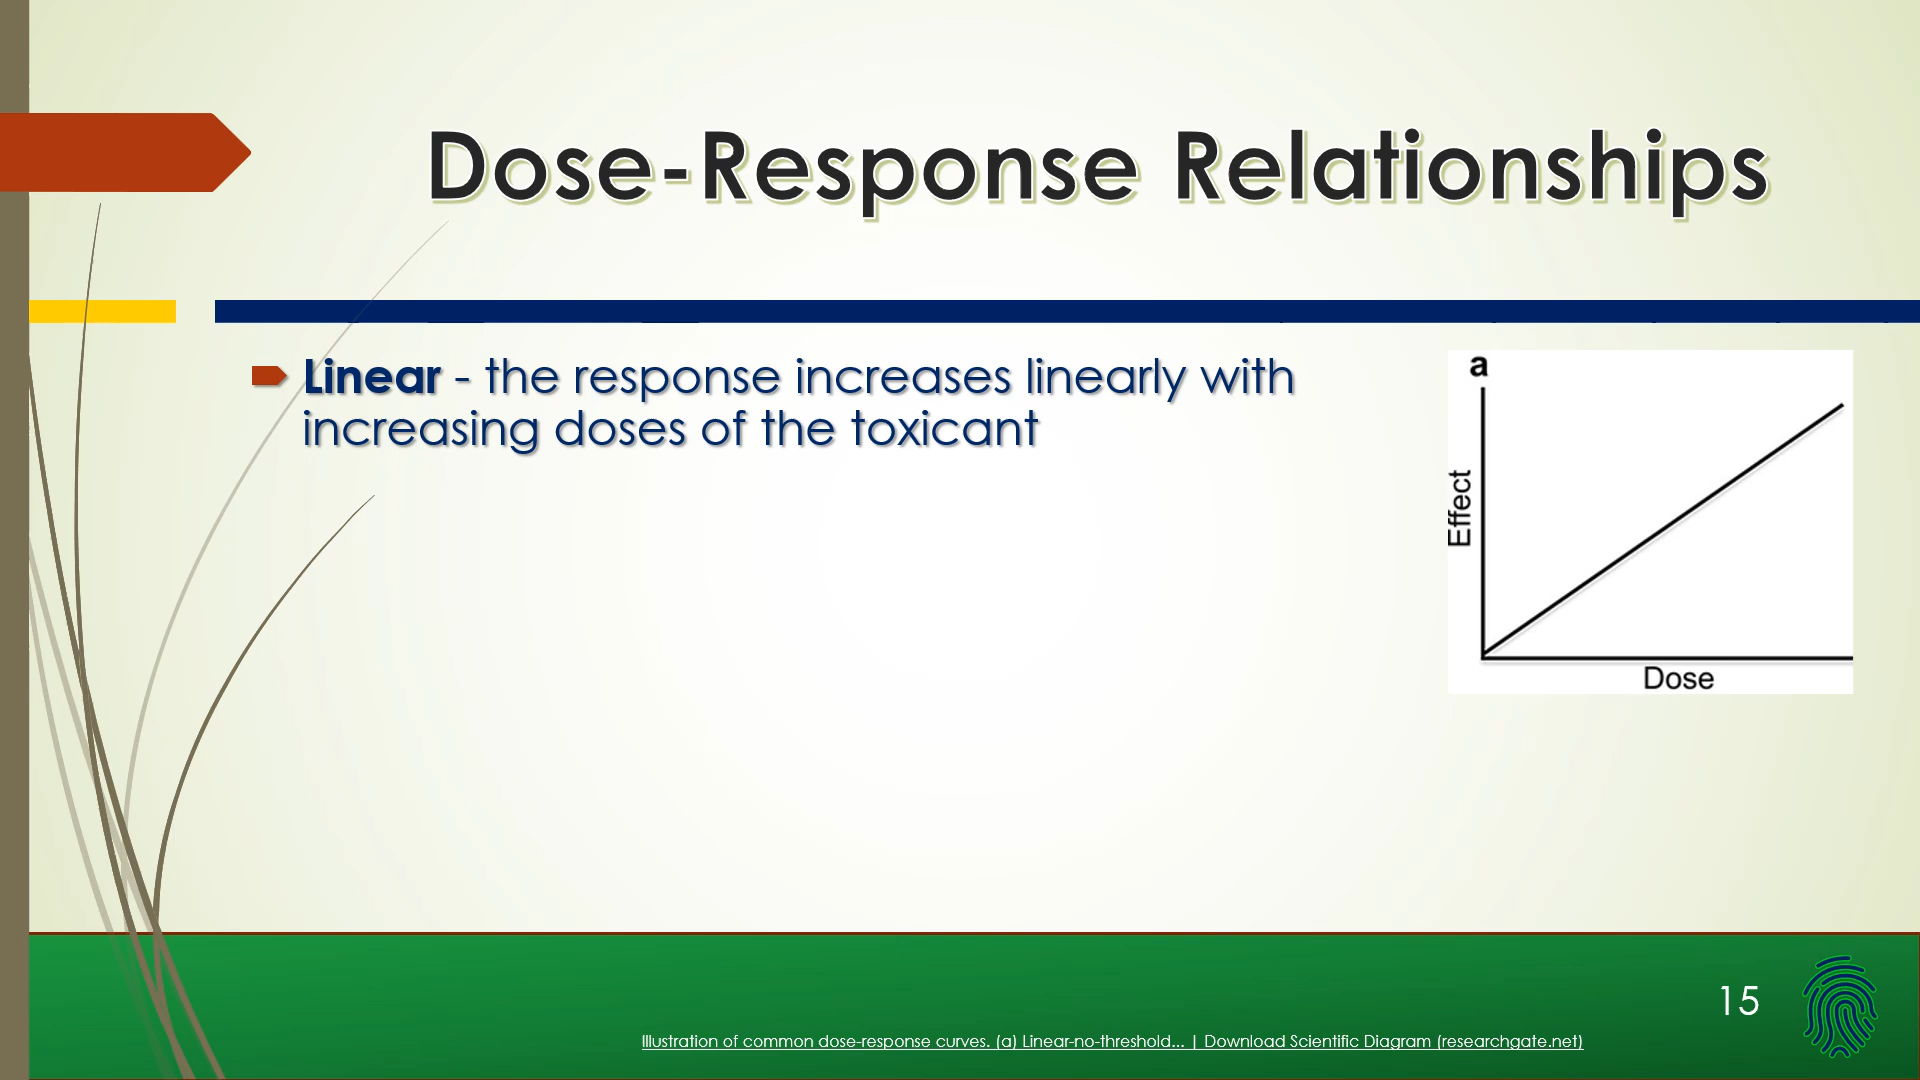 Dose-Response Relationships
Linear - the response increases linearly with
increasing doses of the toxicant
a
Effect
Dose
15
Illustration of common dose-response curves. (a) Linear-no-threshold... | Download Scientific Diagram (researchgate.net)